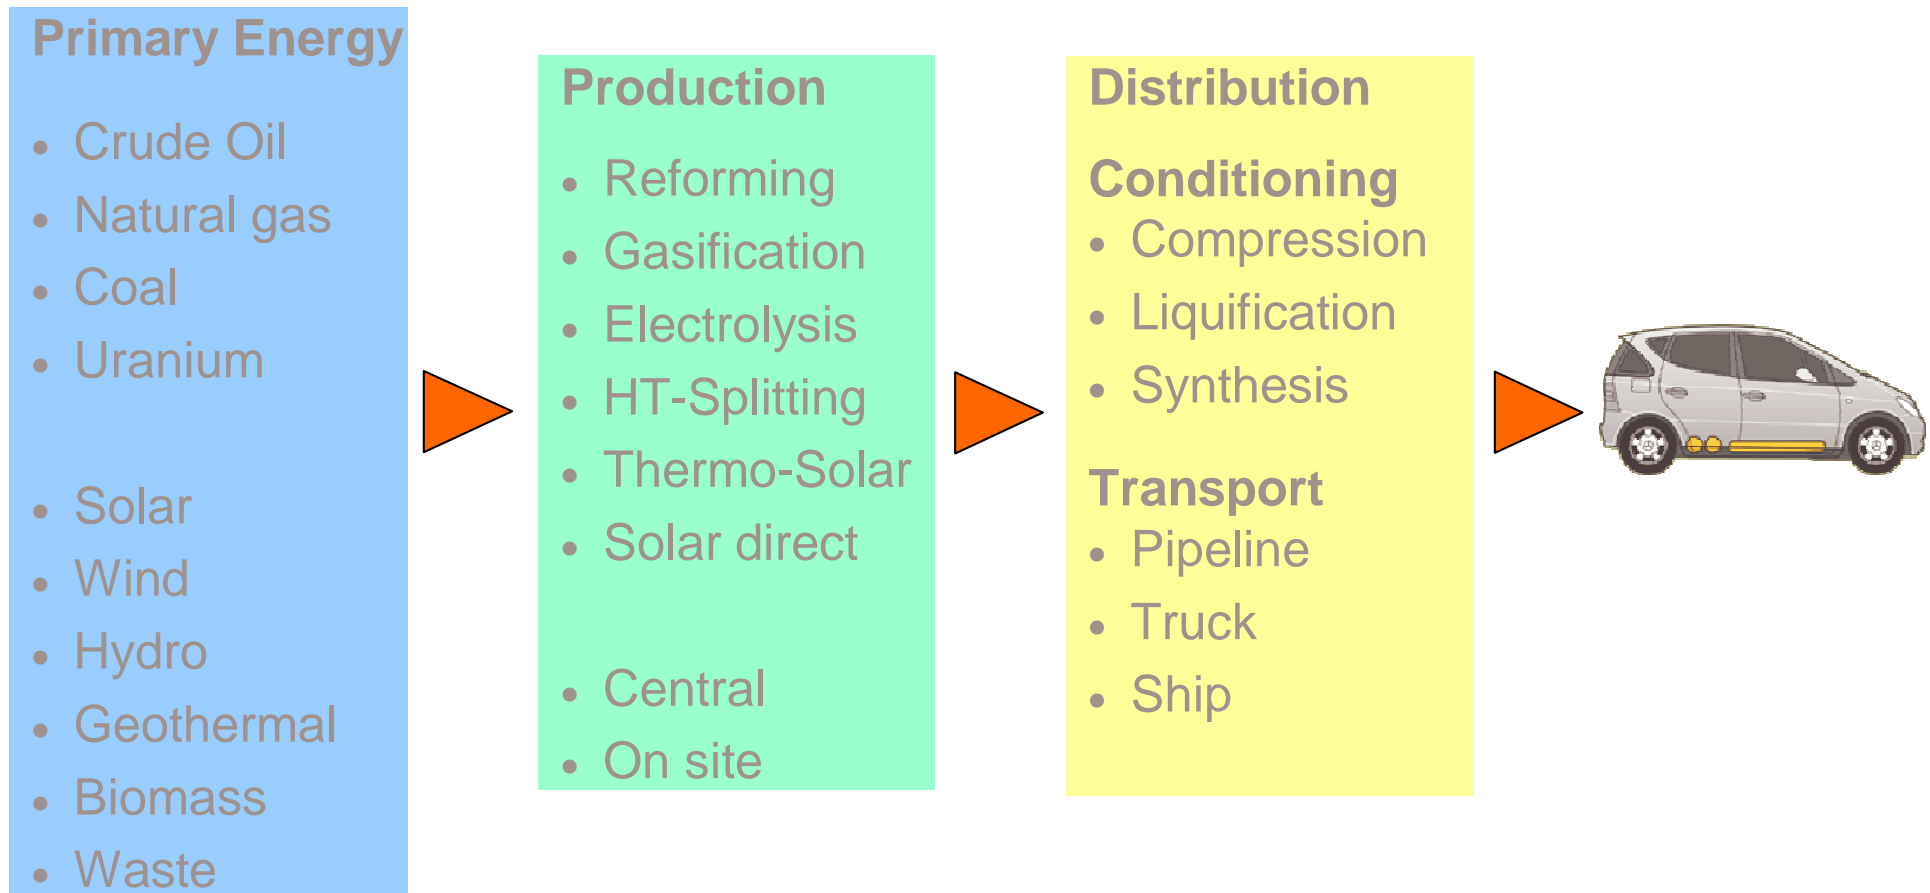 Primary Energy
• Crude Oil
• Natural gas
• Coal
• Uranium
• Solar
• Wind
• Hydro
• Geothermal
• Biomass
• Waste
Production
• Reforming
• Gasification
• Electrolysis
• HT-Splitting
• Thermo-Solar
• Solar direct
• Central
• On site
Distribution
Conditioning
• Compression
• Liquification
• Synthesis
Transport
• Pipeline
• Truck
• Ship